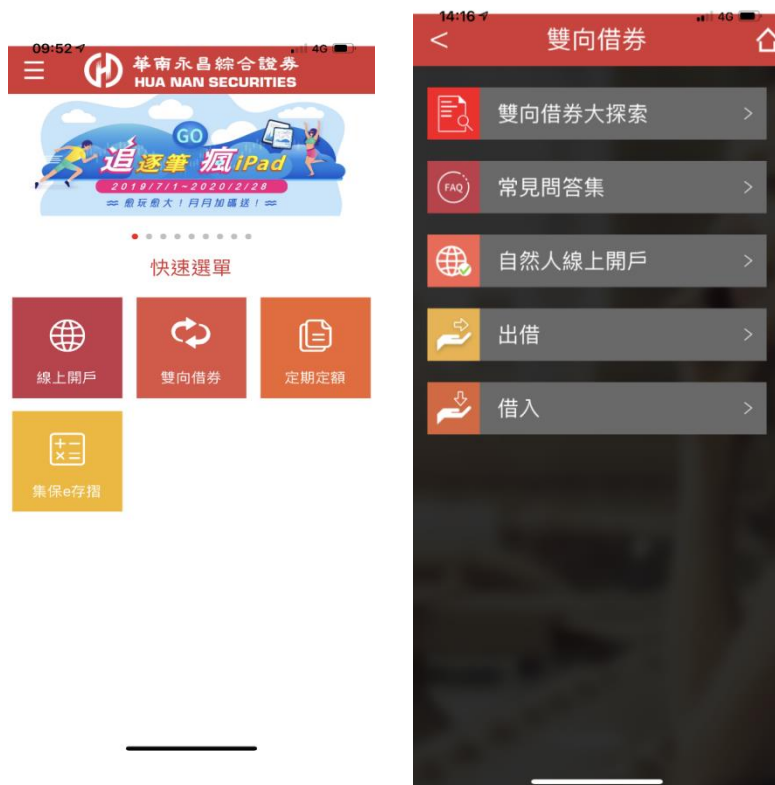 09:52
4G
華南永昌綜合證券
HUA NAN SECURITIES
GO
追逐筆 瘋iPad
2019/7/1~2020/2/28
愈玩愈大！月月加碼送！
快速選單
線上開戶
雙向借券
定期定額
集保e存摺
14:16
4G
<
雙向借券
雙向借券大探索
>
FAQ
常見問答集
>
自然人線上開戶
>
出借
>
借入
>